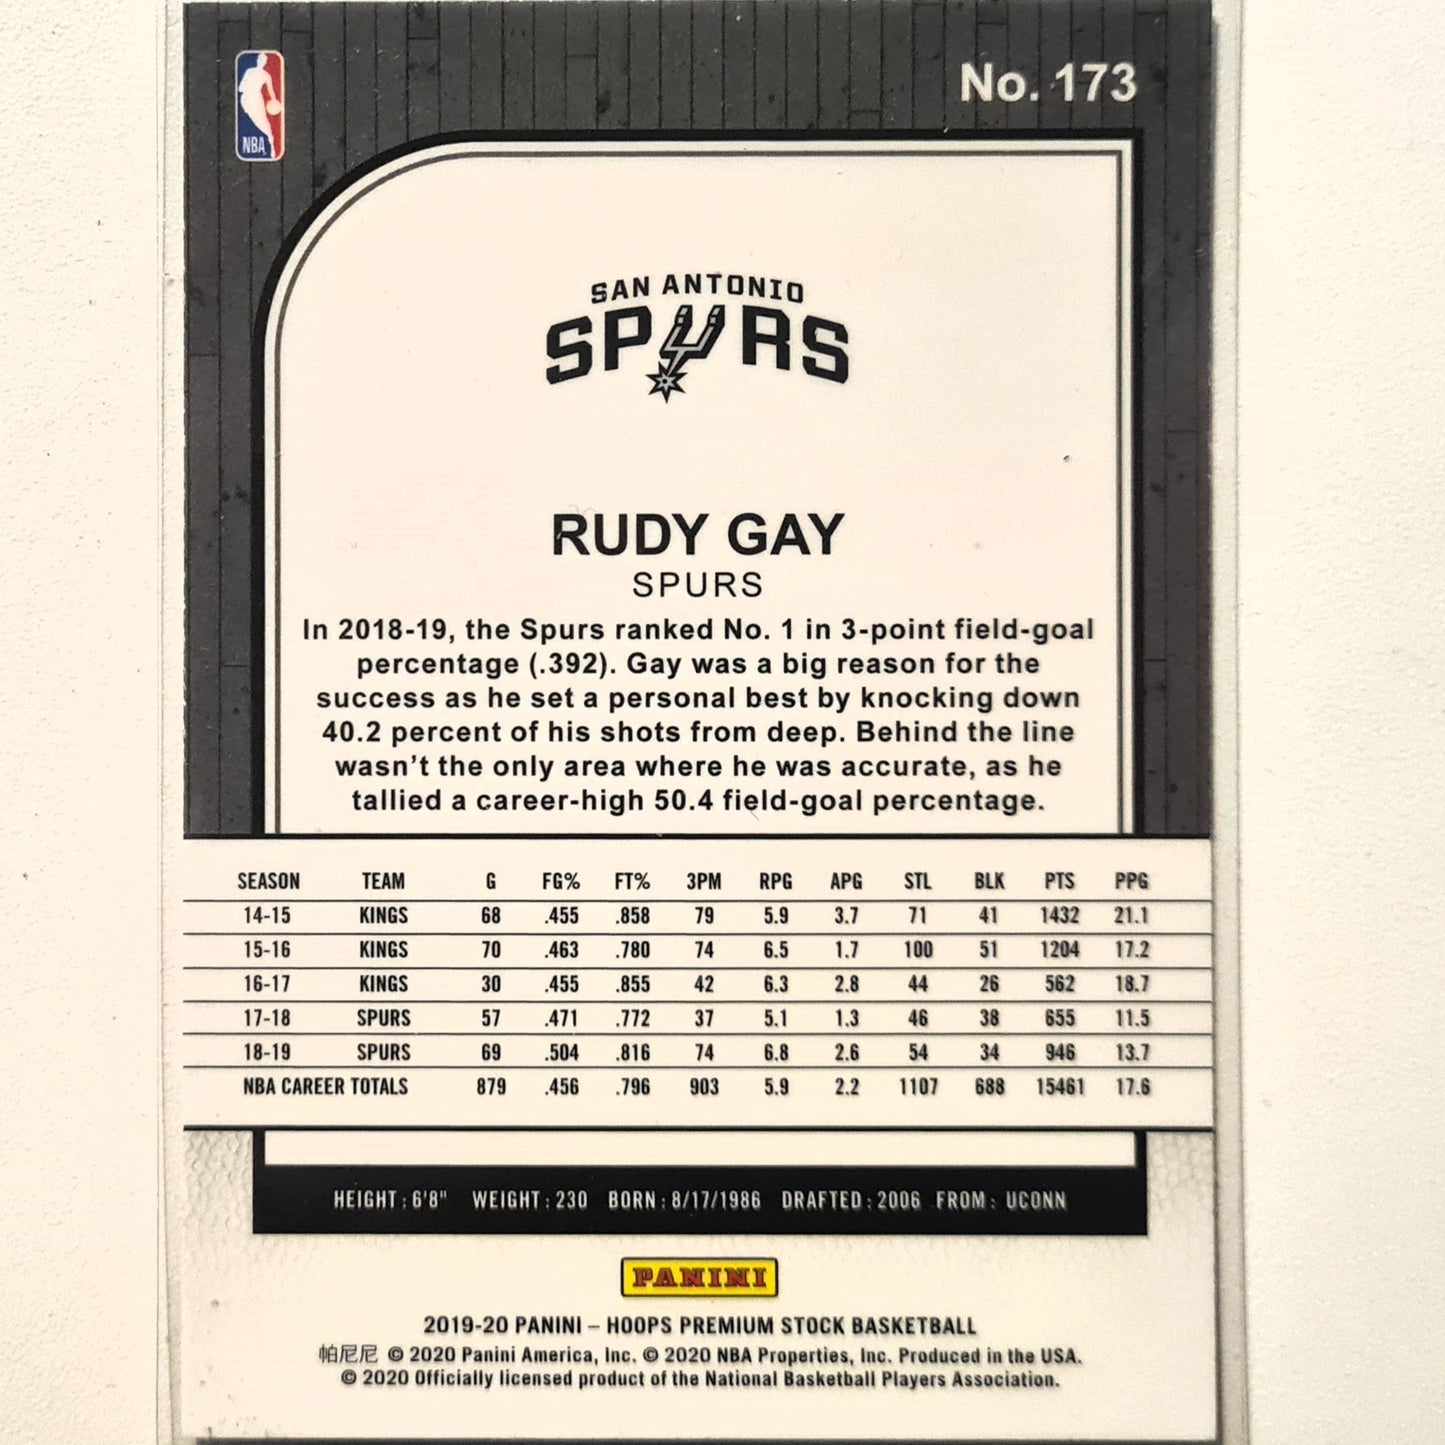 NBA
No. 173
SAN ANTONIO
SPURS
RUDY GAY
SPURS
In 2018-19, the Spurs ranked No. 1 in 3-point field-goal
percentage (.392). Gay was a big reason for the
success as he set a personal best by knocking down
40.2 percent of his shots from deep. Behind the line
wasn't the only area where he was accurate, as he
tallied a career-high 50.4 field-goal percentage.
SEASON TEAM G FG% FT% 3PM RPG APG STL BLK PTS PPG
14-15 KINGS 68 .455 .858 79 5.9 3.7 71 41 1432 21.1
15-16 KINGS 70 .463 .780 74 6.5 1.7 100 51 1204 17.2
16-17 KINGS 30 .455 .855 42 6.3 2.8 44 26 562 18.7
17-18 SPURS 57 .471 .772 37 5.1 1.3 46 38 655 11.5
18-19 SPURS 69 .504 .816 74 6.8 2.6 54 34 946 13.7
NBA CAREER TOTALS 879 .456 .796 903 5.9 2.2 1107 688 15461 17.6
HEIGHT: 6'8" WEIGHT: 230 BORN: 8/17/1986 DRAFTED: 2006 FROM: UCONN
PANINI
2019-20 PANINI – HOOPS PREMIUM STOCK BASKETBALL
帕尼尼 © 2020 Panini America, Inc. © 2020 NBA Properties, Inc. Produced in the USA.
© 2020 Officially licensed product of the National Basketball Players Association.